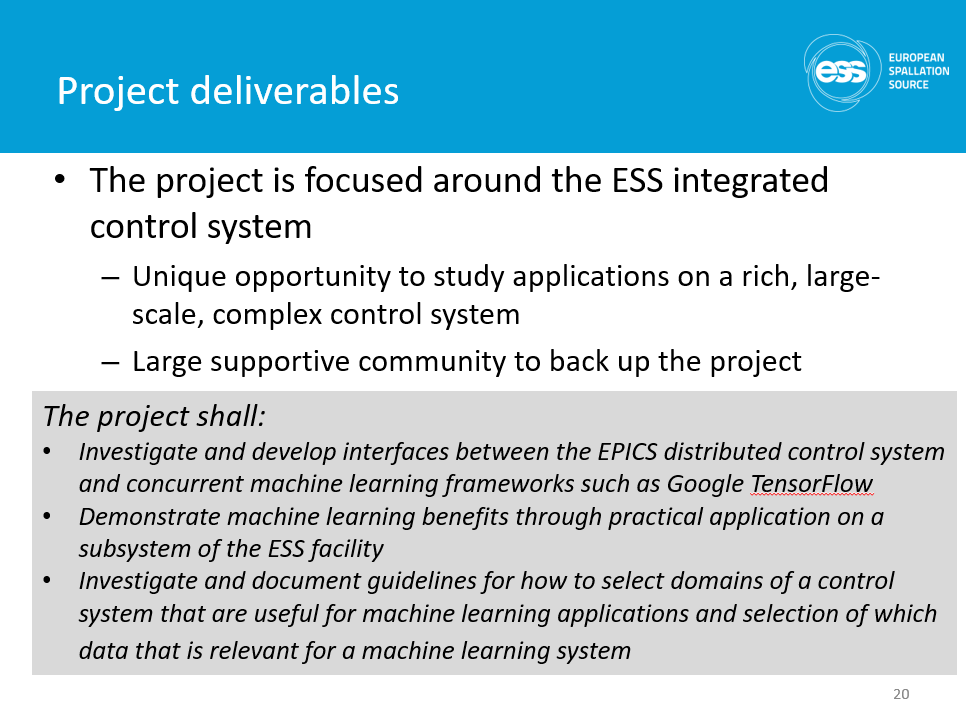 Project deliverables
ess
EUROPEAN
SPALLATION
SOURCE
• The project is focused around the ESS integrated
control system
– Unique opportunity to study applications on a rich, large-
scale, complex control system
– Large supportive community to back up the project
The project shall:
• Investigate and develop interfaces between the EPICS distributed control system
and concurrent machine learning frameworks such as Google TensorFlow
• Demonstrate machine learning benefits through practical application on a
subsystem of the ESS facility
• Investigate and document guidelines for how to select domains of a control
system that are useful for machine learning applications and selection of which
data that is relevant for a machine learning system
20